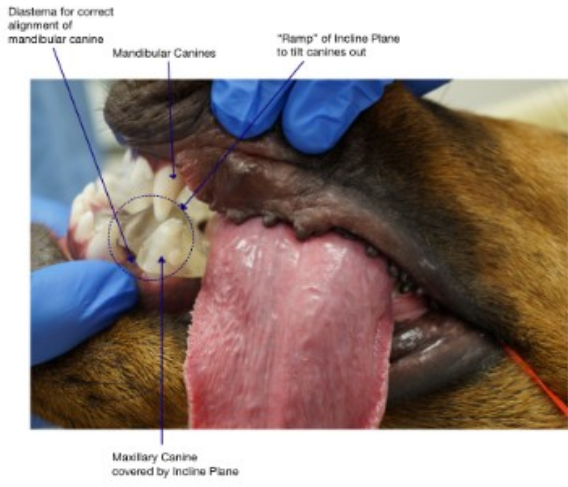 Diastema for correct
alignment of
mandibular canine
Mandibular Canines
"Ramp" of Incline Plane
to tilt canines out
Maxillary Canine
covered by Incline Plane